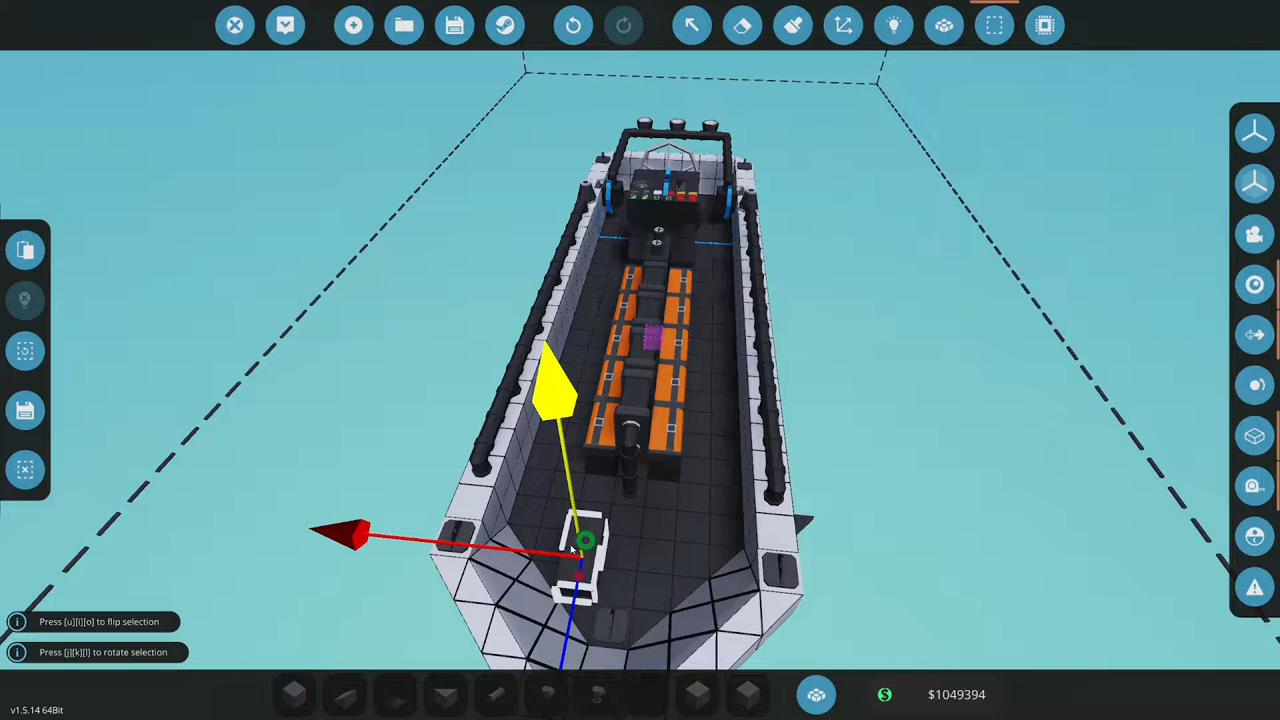 Press [u][i][o] to flip selection
Press [j][k][l] to rotate selection
$1049394
v1.5.14 64Bit